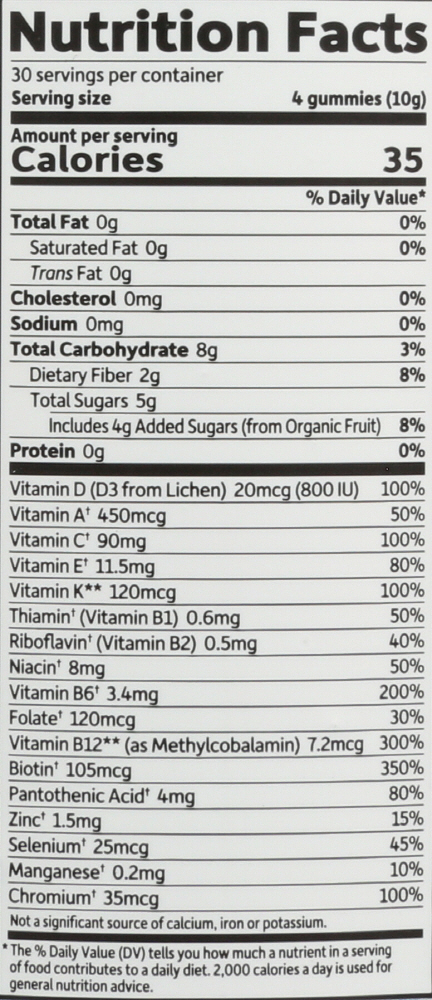 Nutrition Facts
30 servings per container
Serving size 4 gummies (10g)
Amount per serving
Calories 35
% Daily Value*
Total Fat 0g 0%
Saturated Fat 0g 0%
Trans Fat 0g
Cholesterol 0mg 0%
Sodium 0mg 0%
Total Carbohydrate 8g 3%
Dietary Fiber 2g 8%
Total Sugars 5g
Includes 4g Added Sugars (from Organic Fruit) 8%
Protein 0g 0%
Vitamin D (D3 from Lichen) 20mcg (800 IU) 100%
Vitamin A† 450mcg 50%
Vitamin C† 90mg 100%
Vitamin E† 11.5mg 80%
Vitamin K** 120mcg 100%
Thiamin† (Vitamin B1) 0.6mg 50%
Riboflavin† (Vitamin B2) 0.5mg 40%
Niacin† 8mg 50%
Vitamin B6† 3.4mg 200%
Folate† 120mcg 30%
Vitamin B12** (as Methylcobalamin) 7.2mcg 300%
Biotin† 105mcg 350%
Pantothenic Acid† 4mg 80%
Zinc† 1.5mg 15%
Selenium† 25mcg 45%
Manganese† 0.2mg 10%
Chromium† 35mcg 100%
Not a significant source of calcium, iron or potassium.
* The % Daily Value (DV) tells you how much a nutrient in a serving
of food contributes to a daily diet. 2,000 calories a day is used for
general nutrition advice.